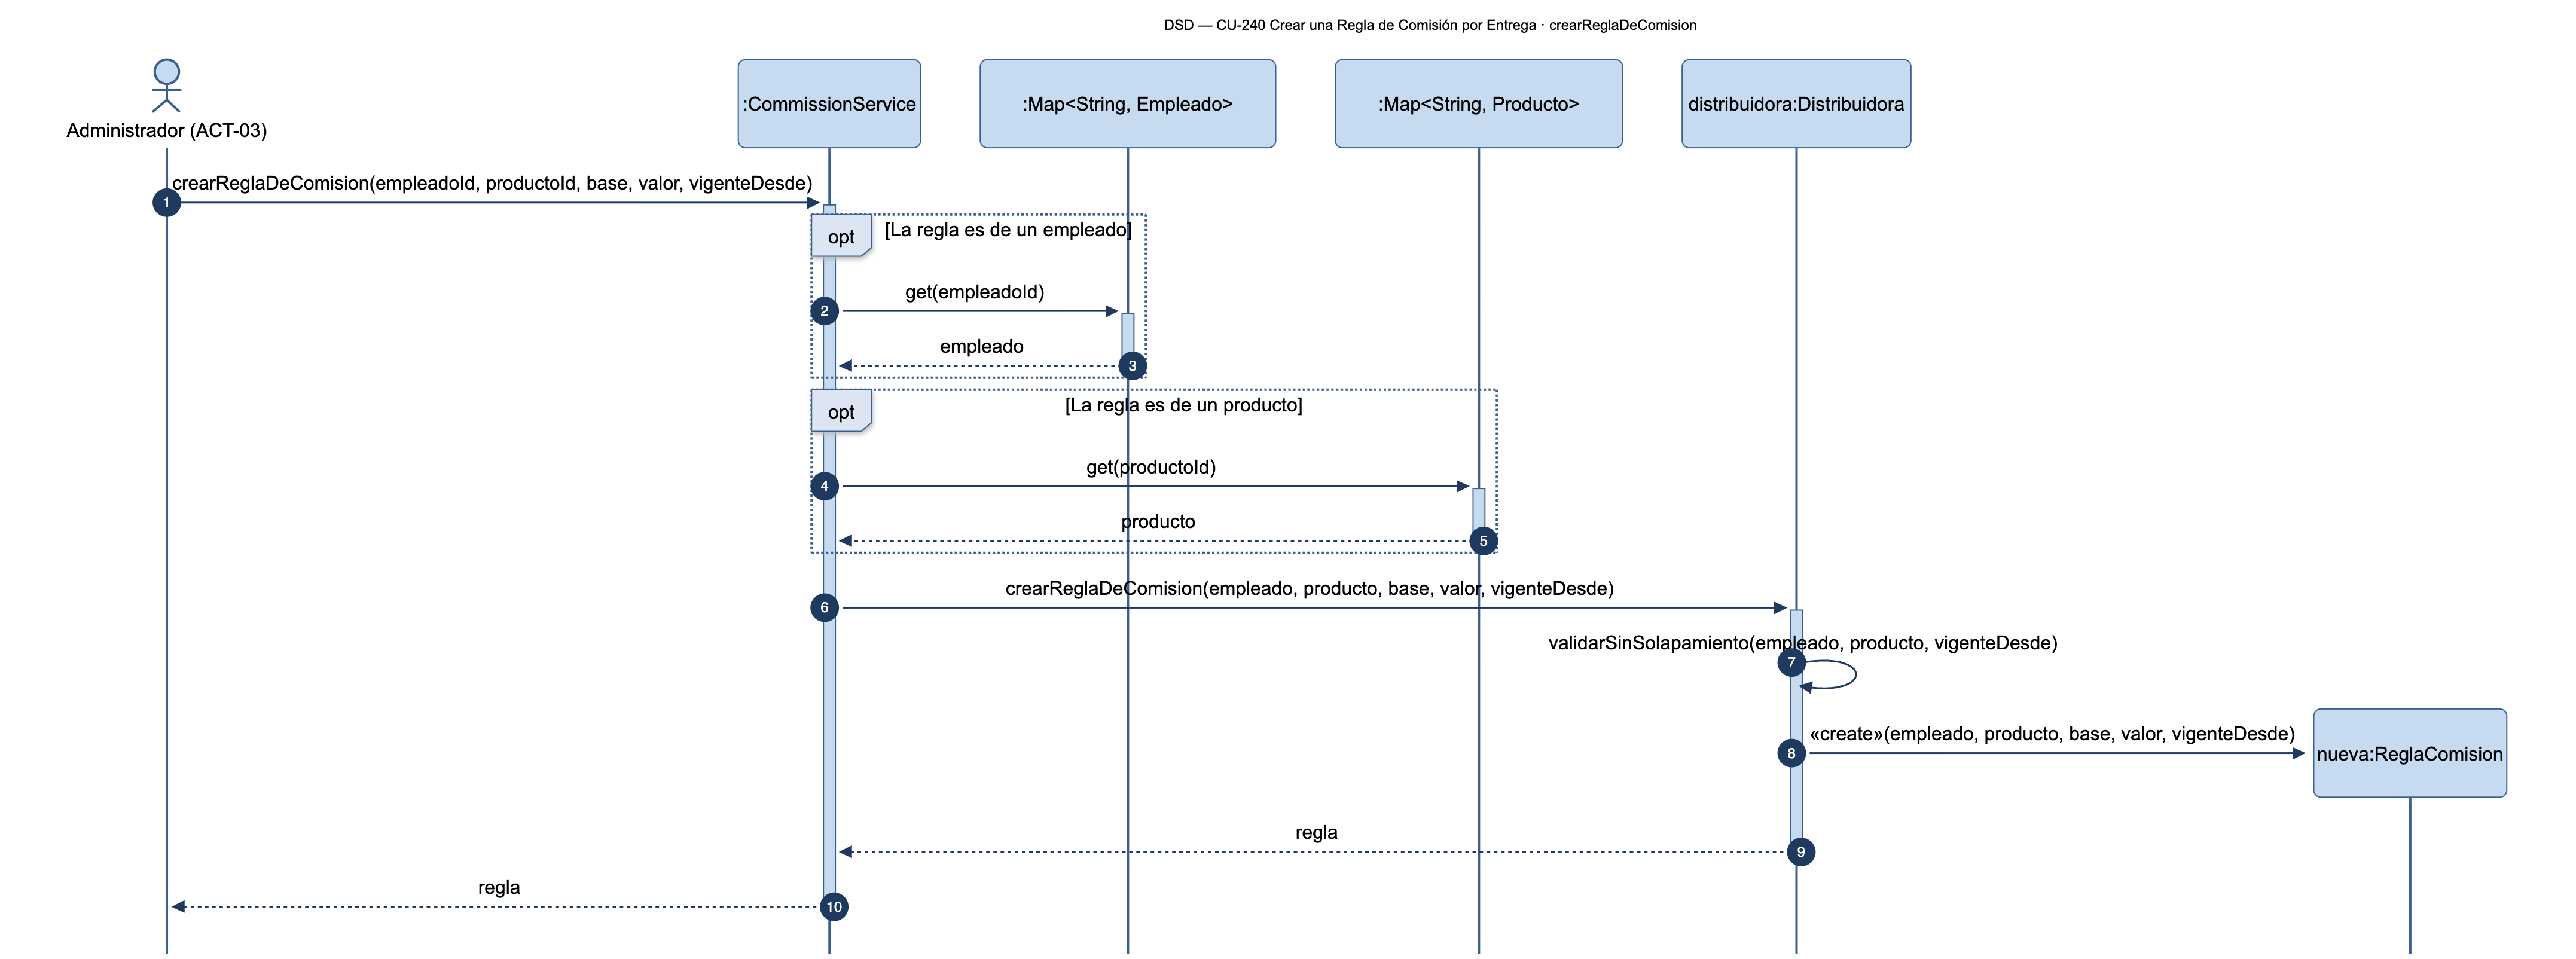 DSD — CU-240 Crear una Regla de Comisión por Entrega · crearReglaDeComision
Administrador (ACT-03)
:CommissionService
:Map<String, Empleado>
:Map<String, Producto>
distribuidora:Distribuidora
crearReglaDeComision(empleadoId, productoId, base, valor, vigenteDesde)
1
opt
[La regla es de un empleado]
get(empleadoId)
2
empleado
3
opt
[La regla es de un producto]
get(productoId)
4
producto
5
crearReglaDeComision(empleado, producto, base, valor, vigenteDesde)
6
validarSinSolapamiento(empleado, producto, vigenteDesde)
7
«create»(empleado, producto, base, valor, vigenteDesde)
8
nueva:ReglaComision
regla
9
regla
10